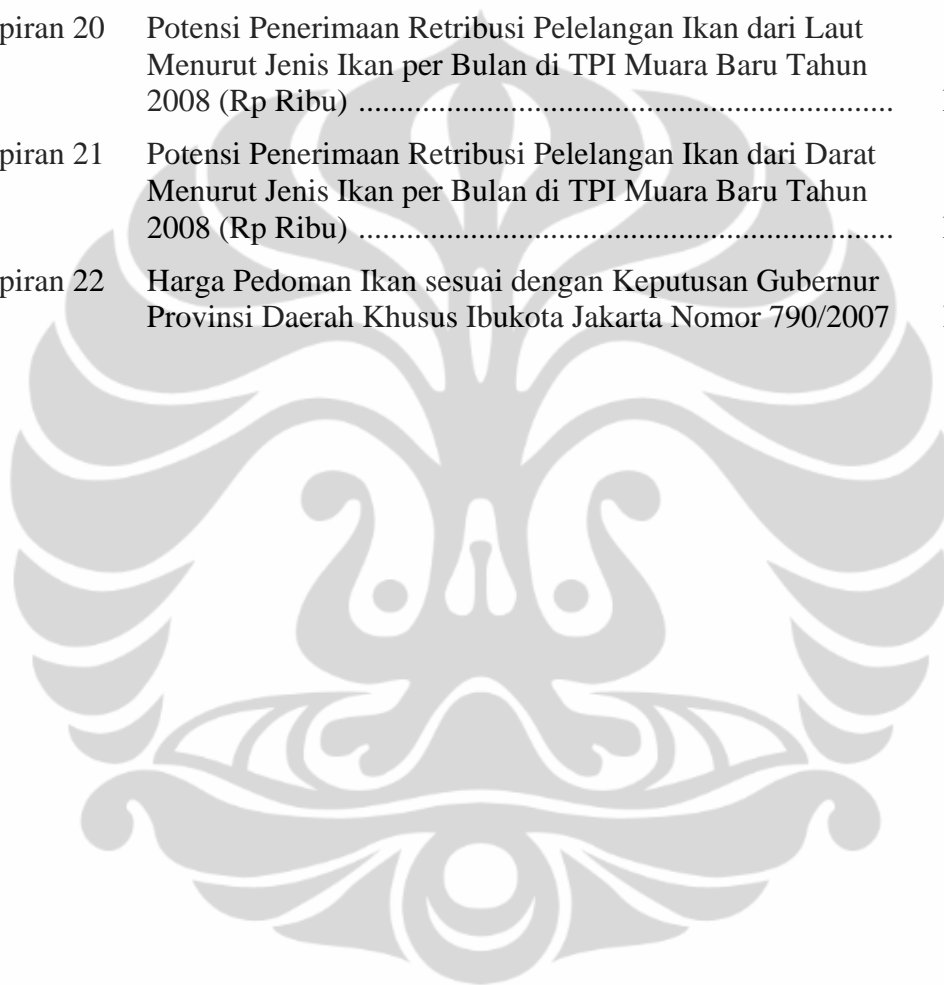 piran 20 Potensi Penerimaan Retribusi Pelelangan Ikan dari Laut
Menurut Jenis Ikan per Bulan di TPI Muara Baru Tahun
2008 (Rp Ribu) ....................................................................
piran 21 Potensi Penerimaan Retribusi Pelelangan Ikan dari Darat
Menurut Jenis Ikan per Bulan di TPI Muara Baru Tahun
2008 (Rp Ribu) ....................................................................
piran 22 Harga Pedoman Ikan sesuai dengan Keputusan Gubernur
Provinsi Daerah Khusus Ibukota Jakarta Nomor 790/2007